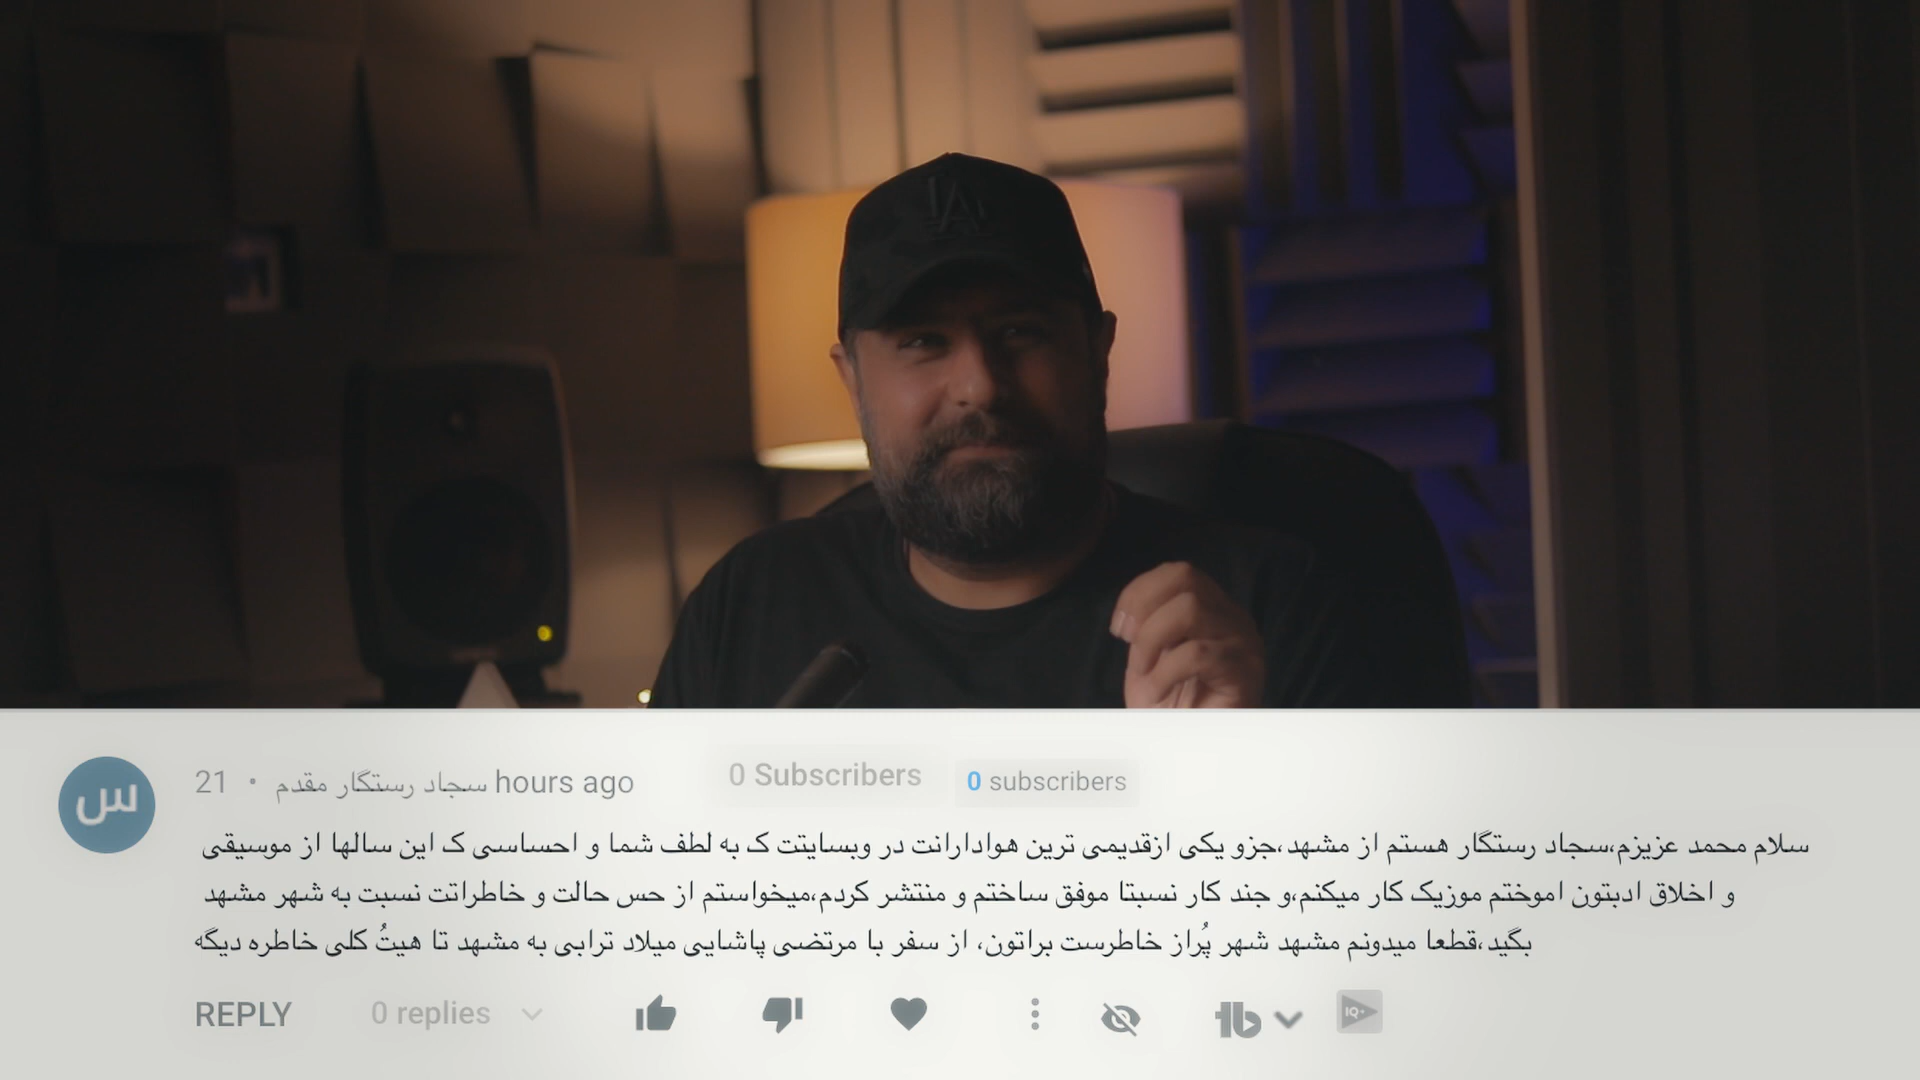 LA
س
21 • سجاد رستگار مقدم hours ago 0 Subscribers 0 subscribers
سلام محمد عزیزم،سجاد رستگار هستم از مشهد،جزو یکی ازقدیمی ترین هوادارانت در وبسایتت ک به لطف شما و احساسی ک این سالها از موسیقی
و اخلاق ادبتون اموختم موزیک کار میکنم،و جند کار نسبتا موفق ساختم و منتشر کردم،میخواستم از حس حالت و خاطراتت نسبت به شهر مشهد
بگید،قطعا میدونم مشهد شهر پُراز خاطرست براتون، از سفر با مرتضی پاشایی میلاد ترابی به مشهد تا هیتُ کلی خاطره دیگه
REPLY 0 replies
IQ+